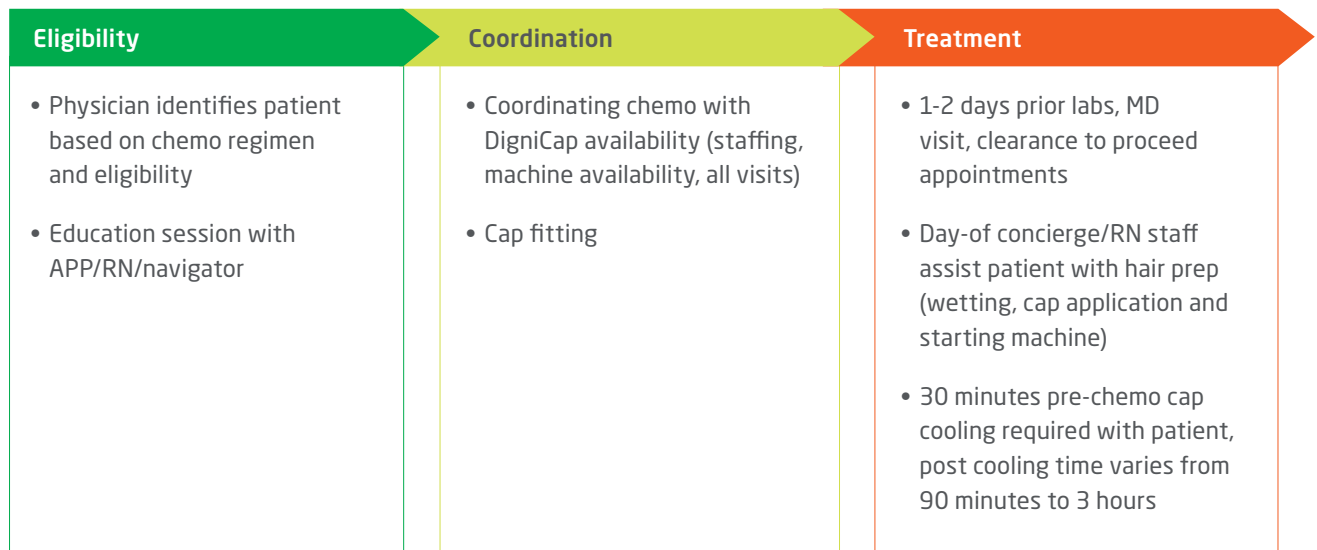 Eligibility
• Physician identifies patient
based on chemo regimen
and eligibility
• Education session with
APP/RN/navigator
Coordination
• Coordinating chemo with
DigniCap availability (staffing,
machine availability, all visits)
• Cap fitting
Treatment
• 1-2 days prior labs, MD
visit, clearance to proceed
appointments
• Day-of concierge/RN staff
assist patient with hair prep
(wetting, cap application and
starting machine)
• 30 minutes pre-chemo cap
cooling required with patient,
post cooling time varies from
90 minutes to 3 hours